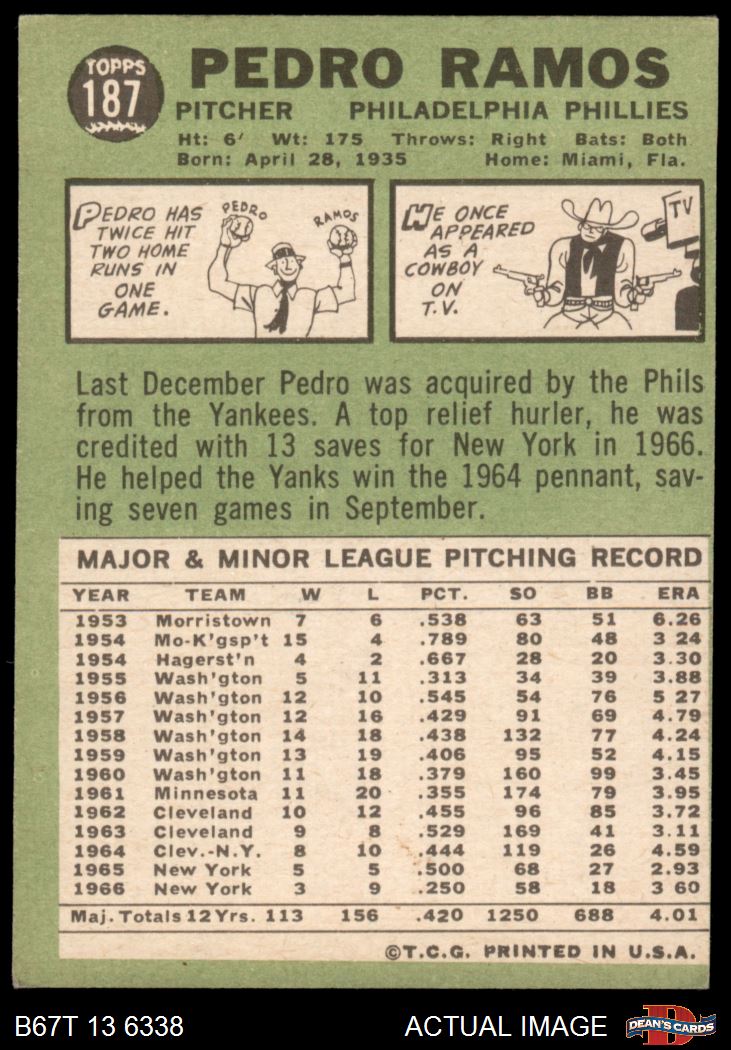 TOPPS
187
PEDRO RAMOS
PITCHER PHILADELPHIA PHILLIES
Ht: 6' Wt: 175 Throws: Right Bats: Both
Born: April 28, 1935 Home: Miami, Fla.
PEDRO HAS
TWICE HIT
TWO HOME
RUNS IN
ONE
GAME.
PEDRO
RAMOS
HE ONCE
APPEARED
AS A
COWBOY
ON
T.V.
TV
Last December Pedro was acquired by the Phils
from the Yankees. A top relief hurler, he was
credited with 13 saves for New York in 1966.
He helped the Yanks win the 1964 pennant, sav-
ing seven games in September.
MAJOR & MINOR LEAGUE PITCHING RECORD
YEAR TEAM W L PCT. SO BB ERA
1953 Morristown 7 6 .538 63 51 6.26
1954 Mo-K'gsp't 15 4 .789 80 48 3 24
1954 Hagerst'n 4 2 .667 28 20 3.30
1955 Wash'gton 5 11 .313 34 39 3.88
1956 Wash'gton 12 10 .545 54 76 5 27
1957 Wash'gton 12 16 .429 91 69 4.79
1958 Wash'gton 14 18 .438 132 77 4.24
1959 Wash'gton 13 19 .406 95 52 4.15
1960 Wash'gton 11 18 .379 160 99 3.45
1961 Minnesota 11 20 .355 174 79 3.95
1962 Cleveland 10 12 .455 96 85 3.72
1963 Cleveland 9 8 .529 169 41 3.11
1964 Clev.-N.Y. 8 10 .444 119 26 4.59
1965 New York 5 5 .500 68 27 2.93
1966 New York 3 9 .250 58 18 3 60
Maj. Totals 12 Yrs. 113 156 .420 1250 688 4.01
©T.C.G. PRINTED IN U.S.A.
B67T 13 6338 ACTUAL IMAGE
D
DEAN'S CARDS